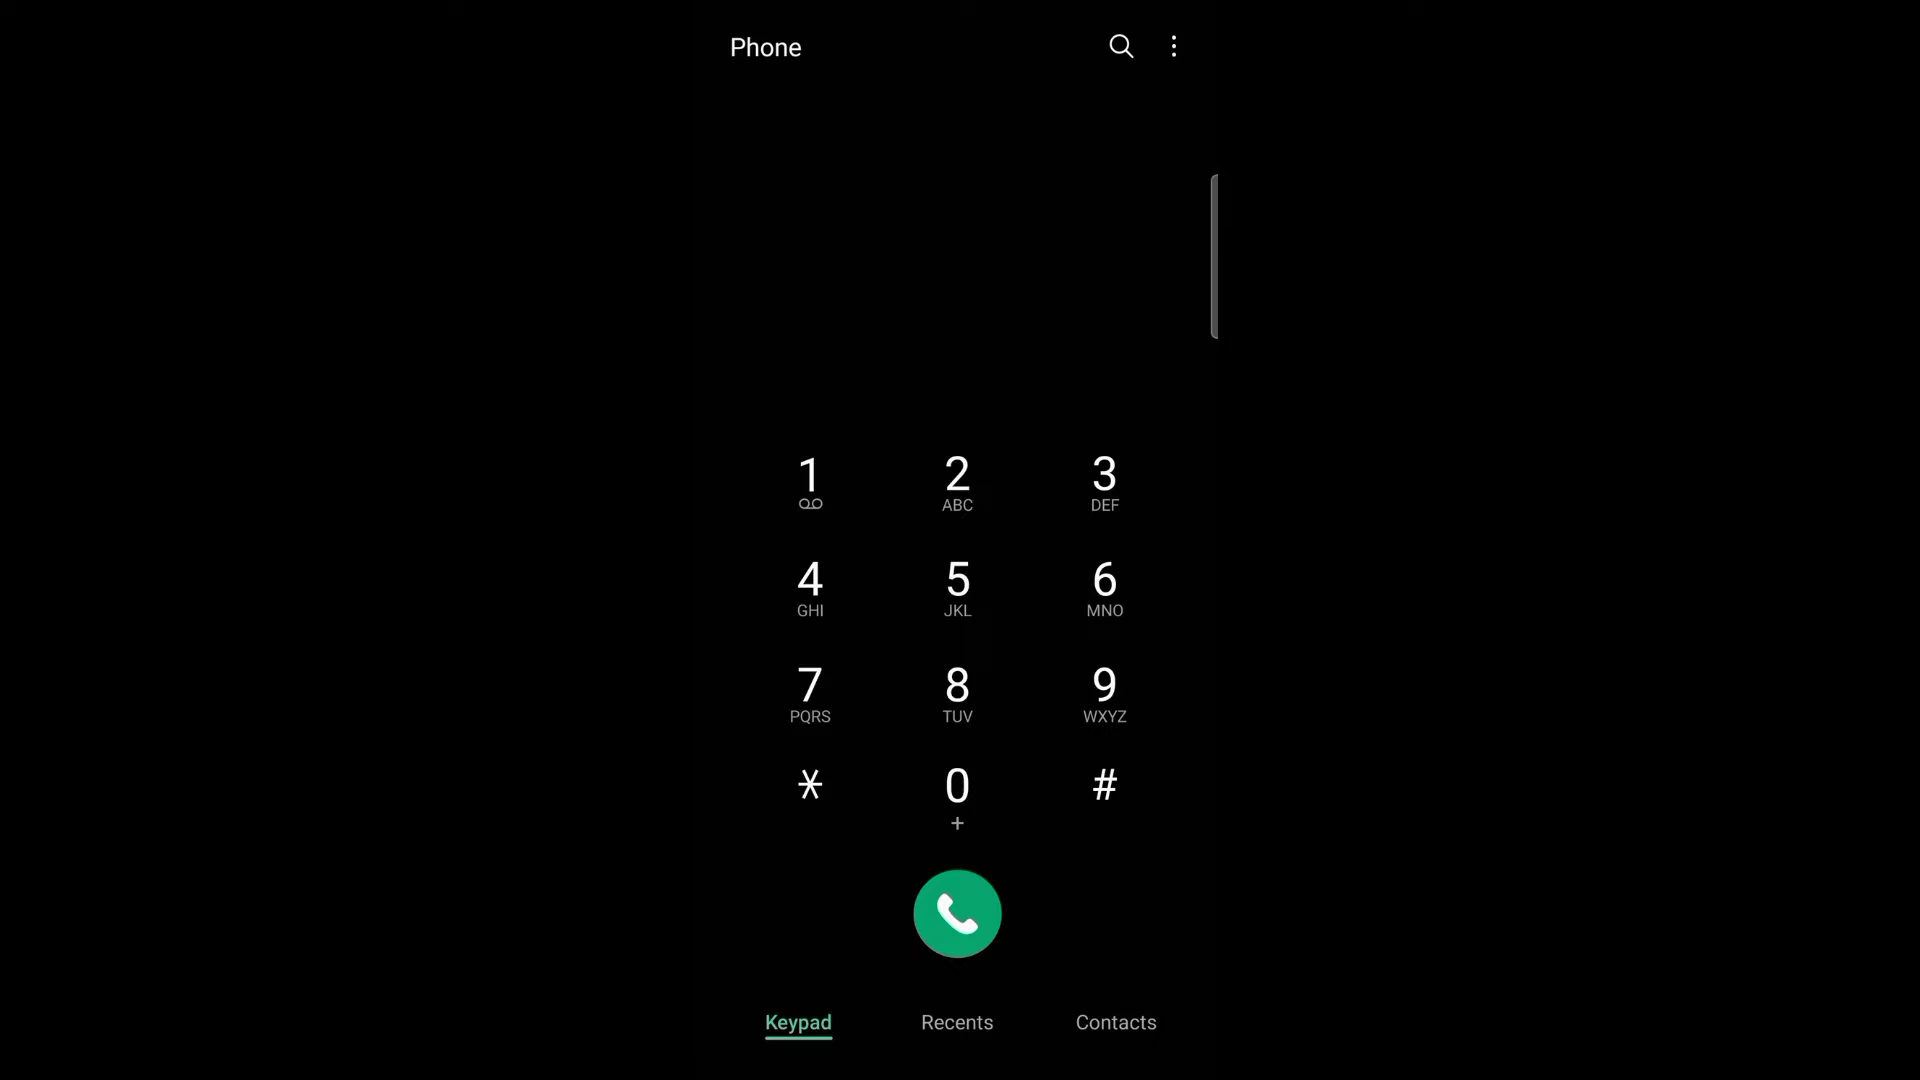 Phone
1 2 3
ABC DEF
4 5 6
GHI JKL MNO
7 8 9
PQRS TUV WXYZ
* 0 #
+
Keypad Recents Contacts